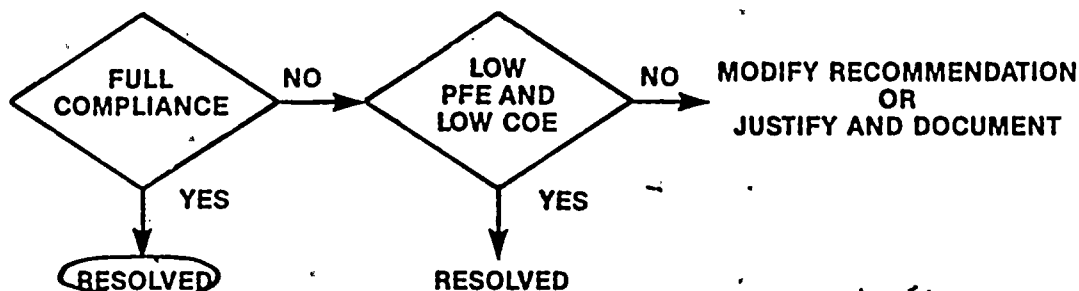 FULL
COMPLIANCE
NO
LOW
PFE AND
LOW COE
NO
MODIFY RECOMMENDATION
OR
JUSTIFY AND DOCUMENT
YES
YES
RESOLVED
RESOLVED